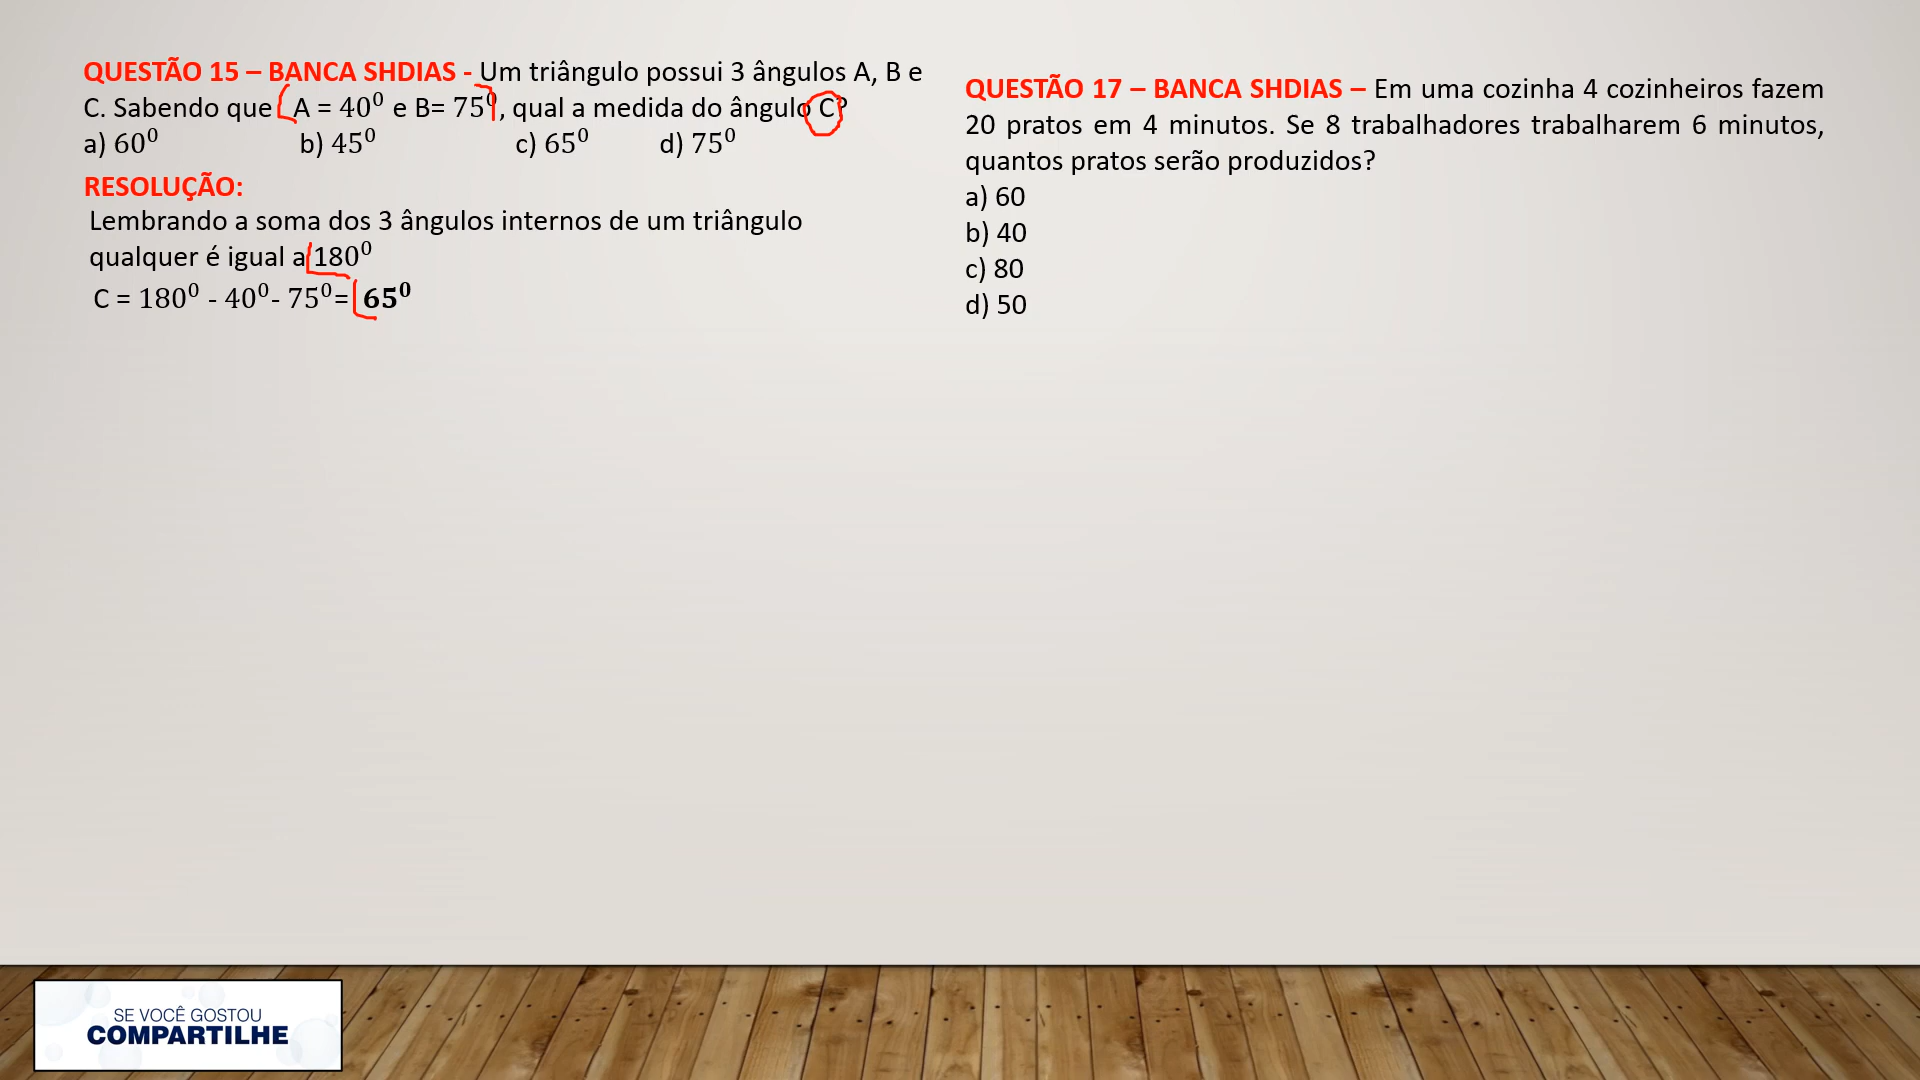 QUESTÃO 15 – BANCA SHDIAS - Um triângulo possui 3 ângulos A, B e
C. Sabendo que A = 40⁰ e B= 75⁰, qual a medida do ângulo C?
a) 60⁰ b) 45⁰ c) 65⁰ d) 75⁰
RESOLUÇÃO:
Lembrando a soma dos 3 ângulos internos de um triângulo
qualquer é igual a 180⁰
C = 180⁰ - 40⁰- 75⁰= 65⁰
QUESTÃO 17 – BANCA SHDIAS – Em uma cozinha 4 cozinheiros fazem
20 pratos em 4 minutos. Se 8 trabalhadores trabalharem 6 minutos,
quantos pratos serão produzidos?
a) 60
b) 40
c) 80
d) 50
SE VOCÊ GOSTOU
COMPARTILHE